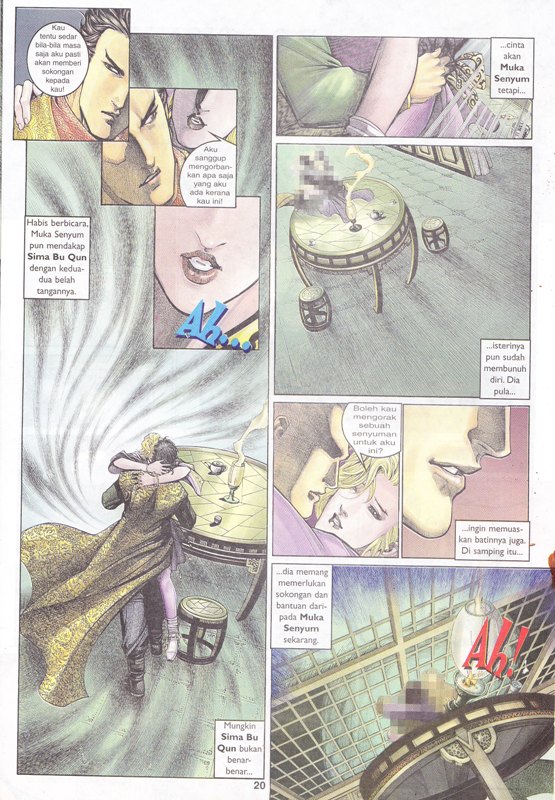 Kau
tentu sedar
bila-bila masa
saja aku pasti
akan memberi
sokongan
kepada
kau!
Aku
sanggup
mengorban-
kan apa saja
yang aku
ada kerana
kau ini!
Habis berbicara,
Muka Senyum
pun mendakap
Sima Bu Qun
dengan kedua-
dua belah
tangannya.
Ah...
Mungkin
Sima Bu
Qun bukan
benar-
benar...
...cinta
akan
Muka
Senyum
tetapi...
...isterinya
pun sudah
membunuh
diri. Dia
pula...
Boleh kau
mengorak
sebuah
senyuman
untuk aku
ini?
...ingin memuas-
kan batinnya juga.
Di samping itu...
...dia memang
memerlukan
sokongan dan
bantuan dari-
pada Muka
Senyum
sekarang.
Ah!
20